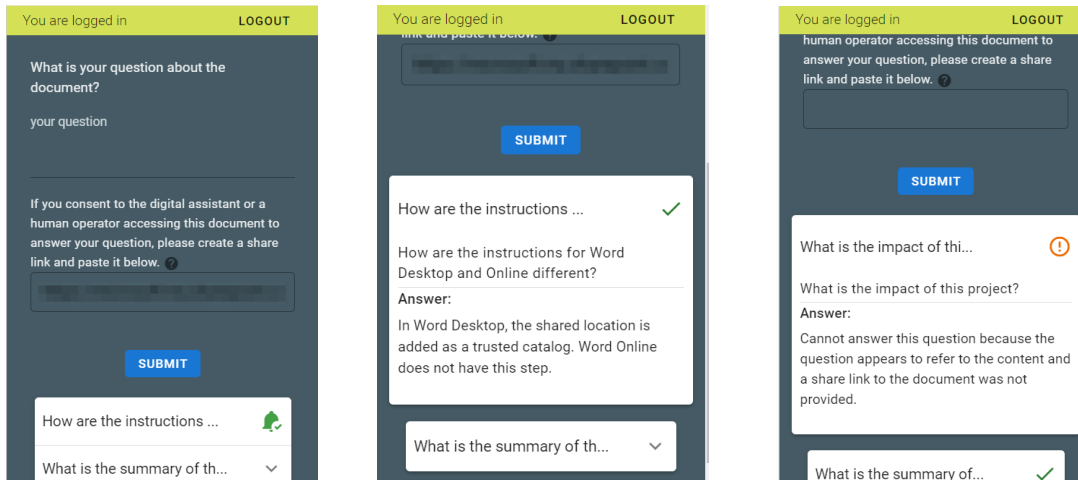 You are logged in LOGOUT
What is your question about the
document?
your question
If you consent to the digital assistant or a
human operator accessing this document to
answer your question, please create a share
link and paste it below. ?
SUBMIT
How are the instructions ...
What is the summary of th...
You are logged in LOGOUT
link and paste it below. ?
SUBMIT
How are the instructions ...
How are the instructions for Word
Desktop and Online different?
Answer:
In Word Desktop, the shared location is
added as a trusted catalog. Word Online
does not have this step.
What is the summary of th...
You are logged in LOGOUT
human operator accessing this document to
answer your question, please create a share
link and paste it below. ?
SUBMIT
What is the impact of thi...
What is the impact of this project?
Answer:
Cannot answer this question because the
question appears to refer to the content and
a share link to the document was not
provided.
What is the summary of...